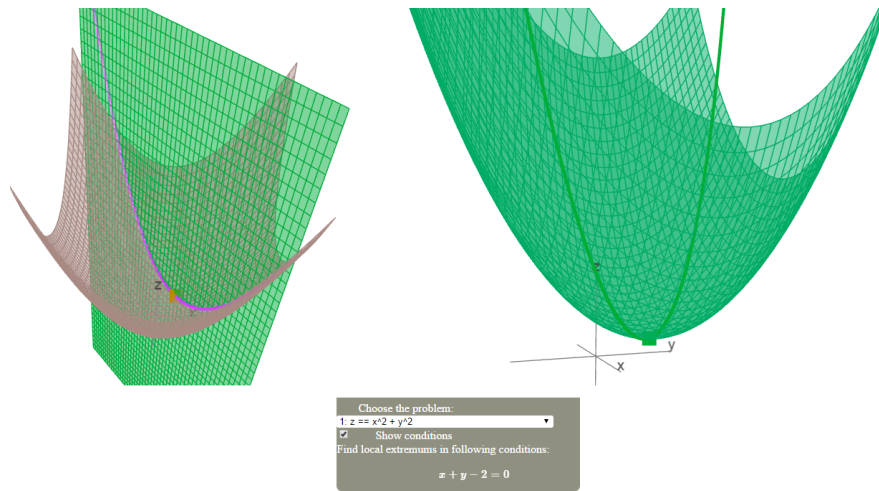 z
z
y
x
Choose the problem:
1: z == x^2 + y^2
Show conditions
Find local extremums in following conditions:
x + y − 2 = 0